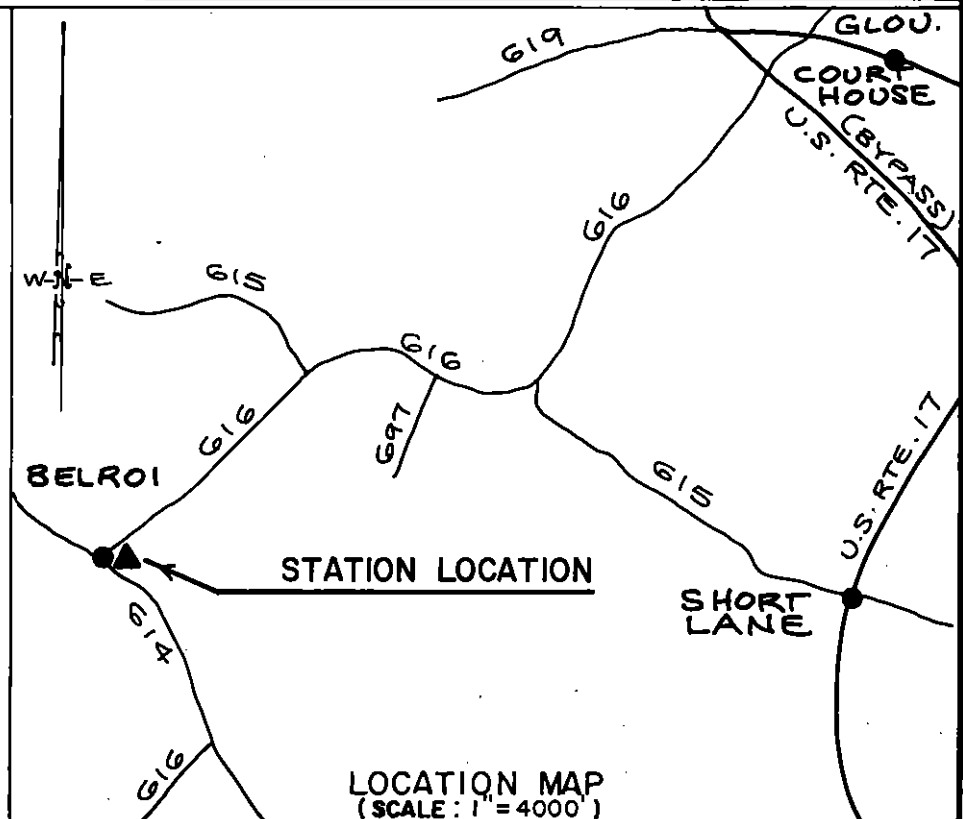 GLOU.
COURT
HOUSE
619
(BYPASS)
U.S. RTE. 17
616
W-N-E
615
616
616
697
U.S. RTE. 17
BELROI
615
STATION LOCATION
SHORT
LANE
614
616
LOCATION MAP
(SCALE: 1" = 4000')